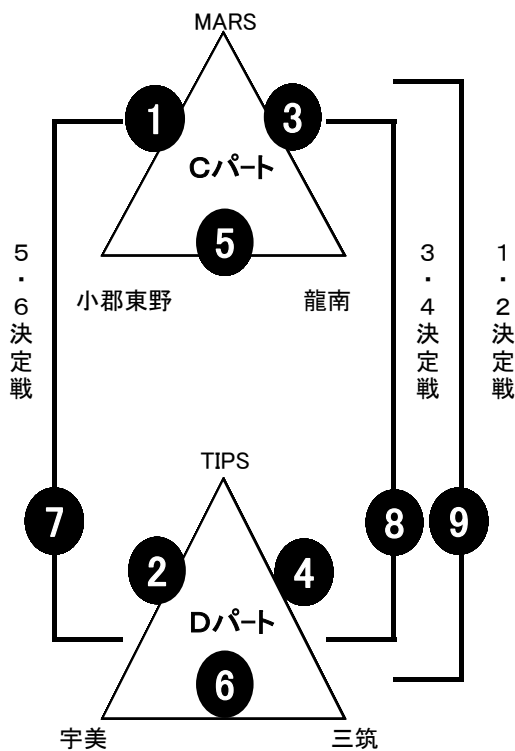 MARS
1
3
Cパート
5
小郡東野
龍南
5・6決定戦
3・4決定戦
1・2決定戦
TIPS
7
8
9
2
4
Dパート
6
宇美
三筑